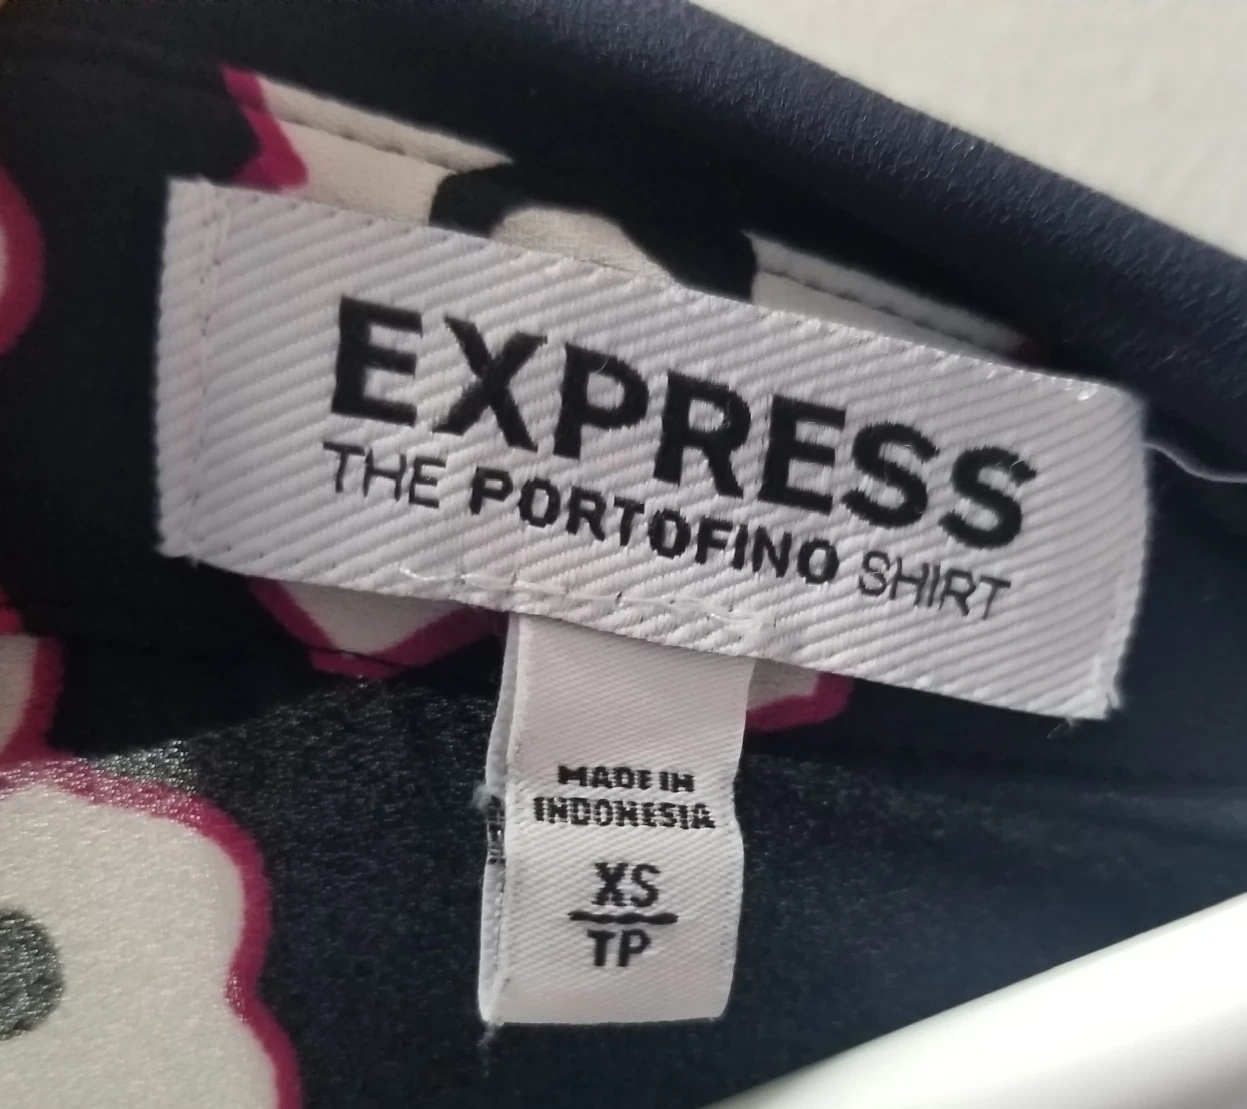 EXPRESS
THE PORTOFINO SHIRT
MADE IN
INDONESIA
XS
TP